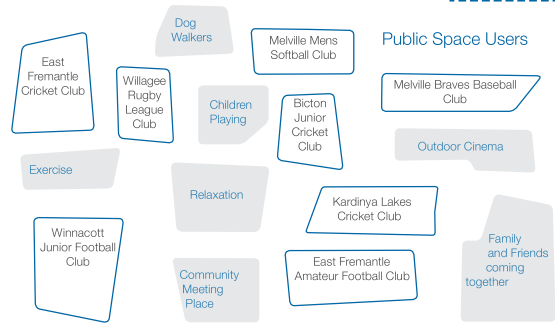 Dog
Walkers
Melville Mens
Softball Club
Public Space Users
East
Fremantle
Cricket Club
Willagee
Rugby
League
Club
Children
Playing
Bicton
Junior
Cricket
Club
Melville Braves Baseball
Club
Outdoor Cinema
Exercise
Relaxation
Kardinya Lakes
Cricket Club
Winnacott
Junior Football
Club
Community
Meeting
Place
East Fremantle
Amateur Football Club
Family
and Friends
coming
together